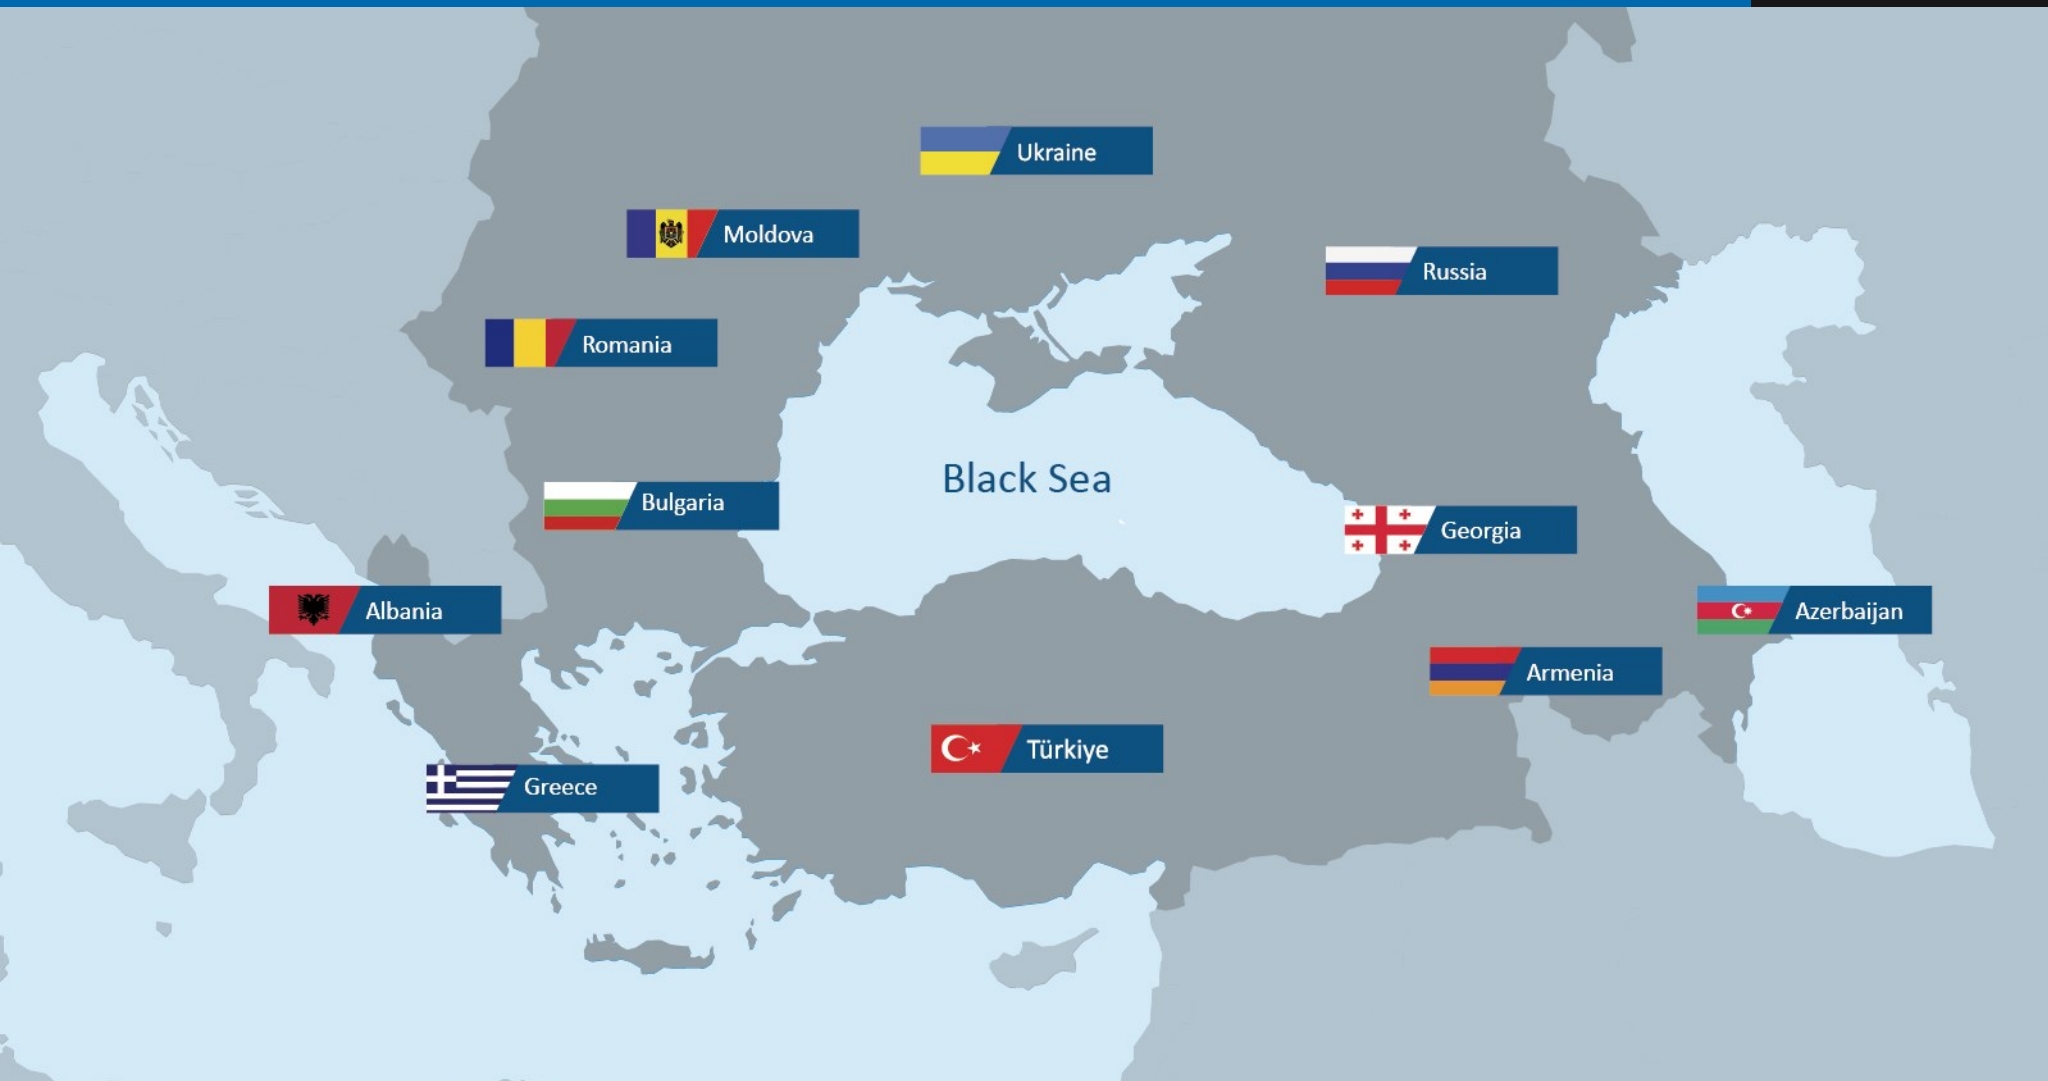 Ukraine
Moldova
Russia
Romania
Black Sea
Bulgaria
Georgia
Albania
Azerbaijan
Armenia
Türkiye
Greece